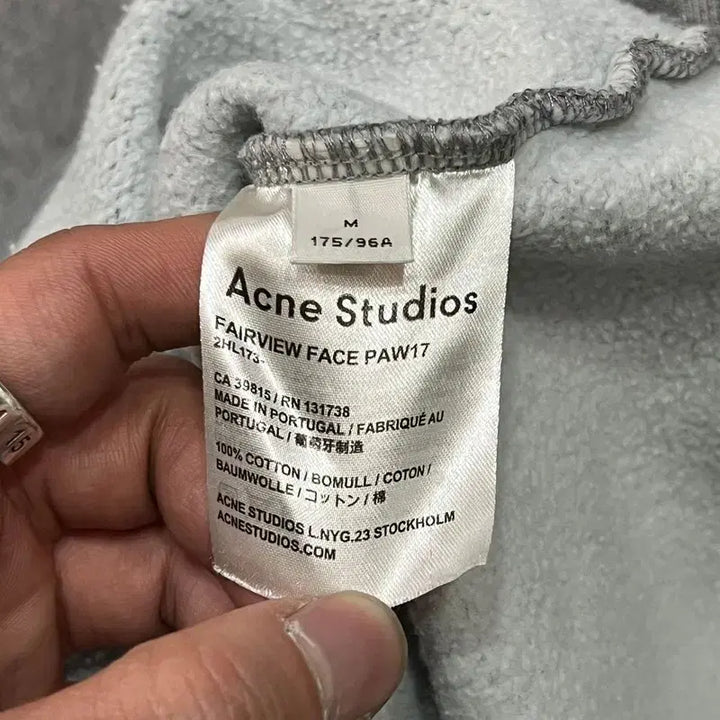 M
175/96A
Acne Studios
FAIRVIEW FACE PAW17
2HL173-
CA 39815 / RN 131738
MADE IN PORTUGAL / FABRIQUÉ AU
PORTUGAL / 葡萄牙制造
100% COTTON / BOMULL / COTON /
BAUMWOLLE / コットン / 棉
ACNE STUDIOS L.NYG.23 STOCKHOLM
ACNESTUDIOS.COM
15